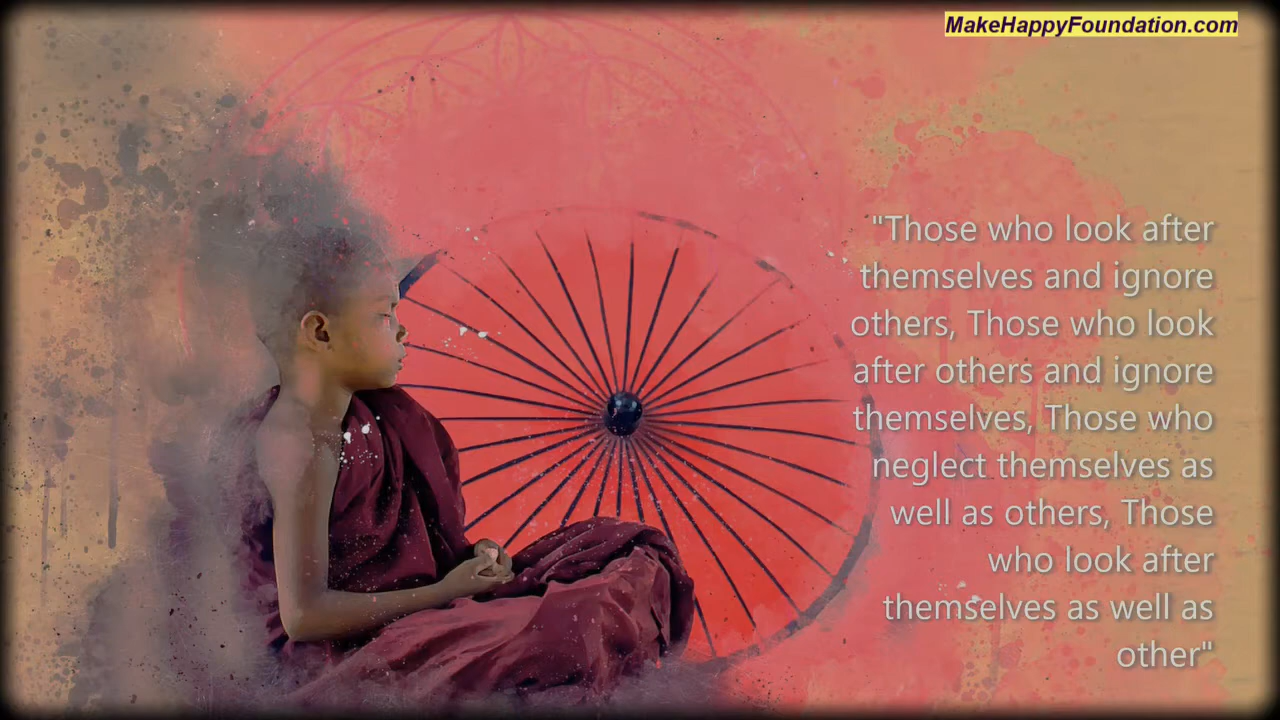 MakeHappyFoundation.com
"Those who look after
themselves and ignore
others, Those who look
after others and ignore
themselves, Those who
neglect themselves as
well as others, Those
who look after
themselves as well as
other"